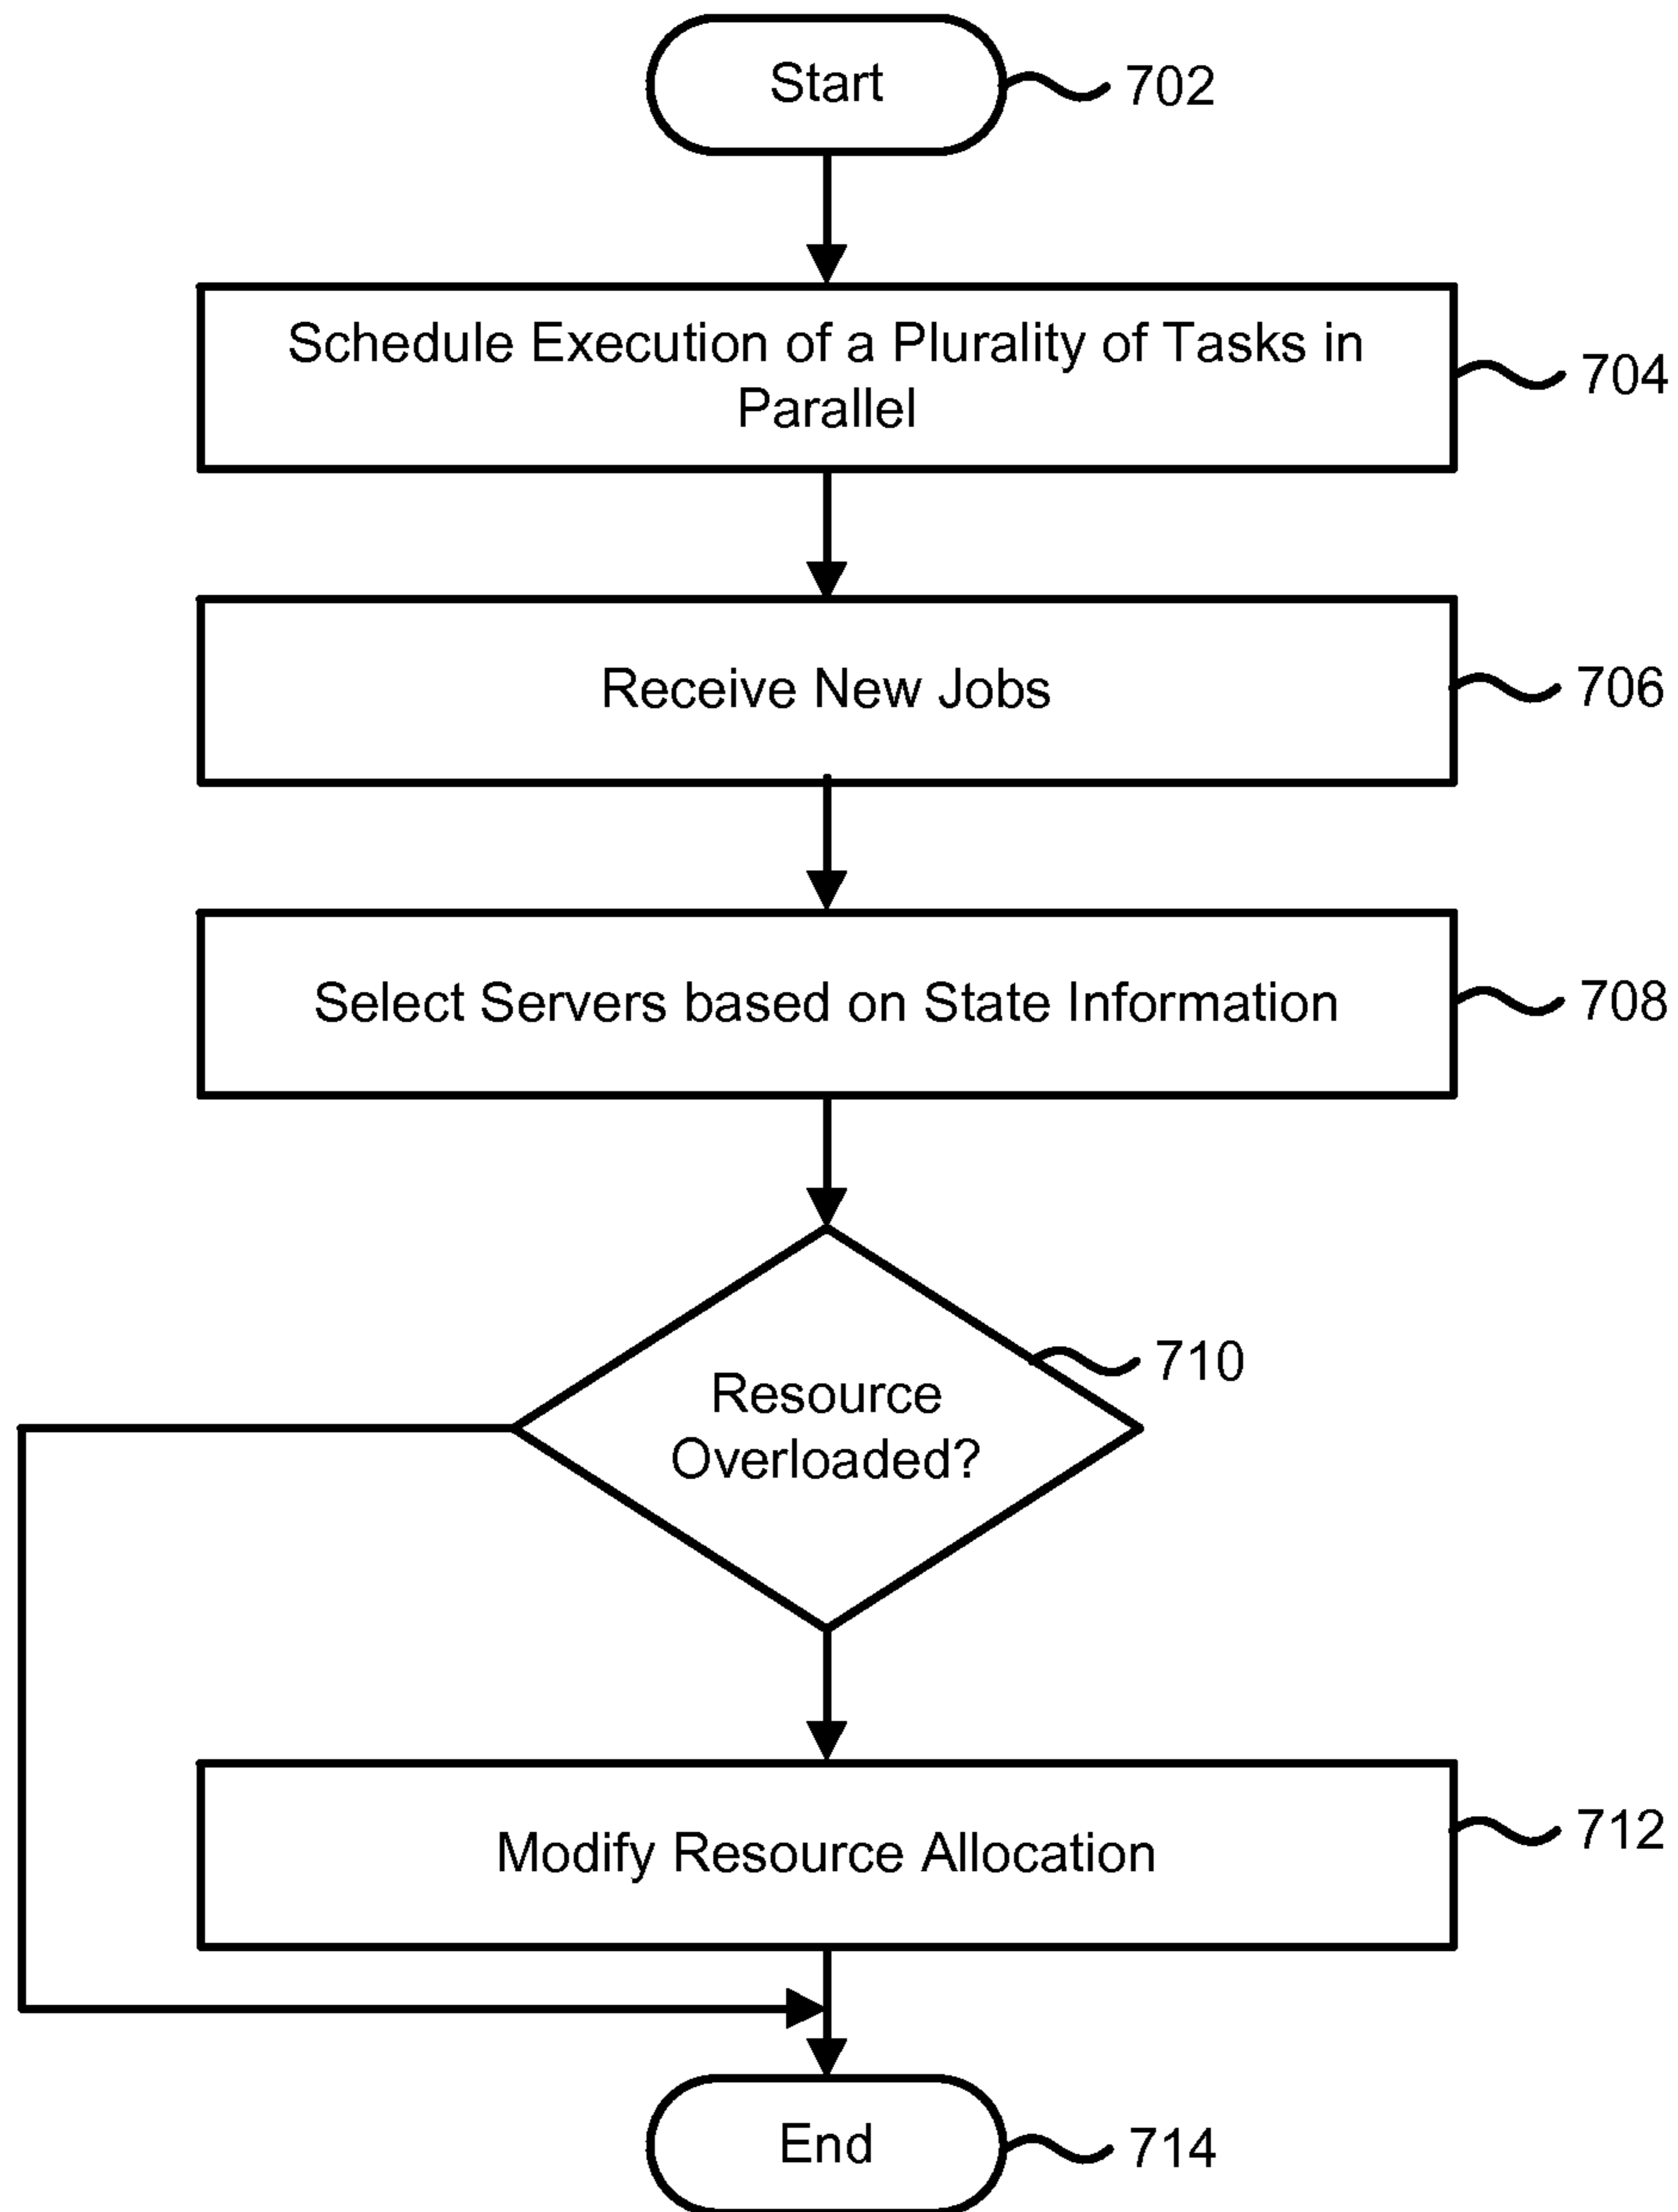 Start
702
Schedule Execution of a Plurality of Tasks in
Parallel
704
Receive New Jobs
706
Select Servers based on State Information
708
710
Resource
Overloaded?
Modify Resource Allocation
712
End
714